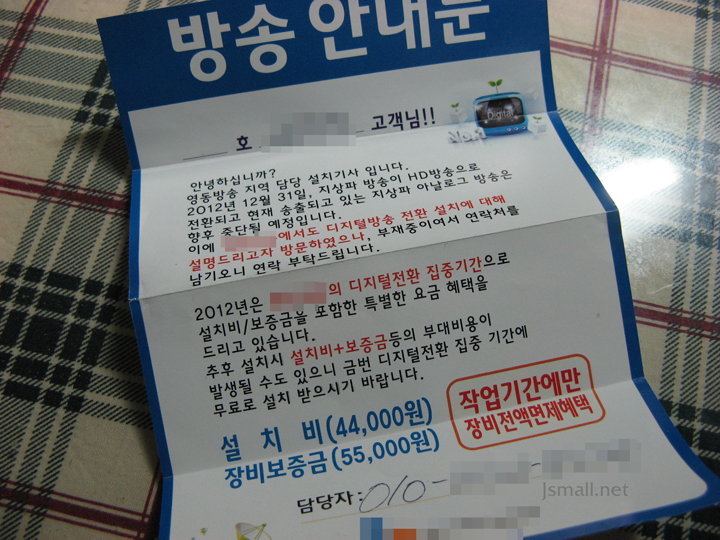 방송 안내문
호 고객님!!
Digital
안녕하십니까?
영동방송 지역 담당 설치기사 입니다.
2012년 12월 31일, 지상파 방송이 HD방송으로
전환되고 현재 송출되고 있는 지상파 아날로그 방송은
향후 중단될 예정입니다.
이에 에서도 디지털방송 전환 설치에 대해
설명드리고자 방문하였으나, 부재중이여서 연락처를
남기오니 연락 부탁드립니다.
2012년은 의 디지털전환 집중기간으로
설치비/보증금을 포함한 특별한 요금 혜택을
드리고 있습니다.
추후 설치시 설치비+보증금등의 부대비용이
발생될 수도 있으니 금번 디지털전환 집중 기간에
무료로 설치 받으시기 바랍니다.
작업기간에만
장비전액면제혜택
설 치 비(44,000원)
장비보증금(55,000원)
담당자: 010-
Jsmall.net